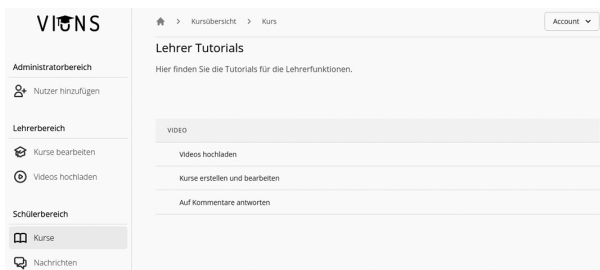 VIONS
Administratorbereich
Nutzer hinzufügen
Lehrerbereich
Kurse bearbeiten
Videos hochladen
Schülerbereich
Kurse
Nachrichten
Kursübersicht > Kurs
Account
Lehrer Tutorials
Hier finden Sie die Tutorials für die Lehrerfunktionen.
VIDEO
Videos hochladen
Kurse erstellen und bearbeiten
Auf Kommentare antworten